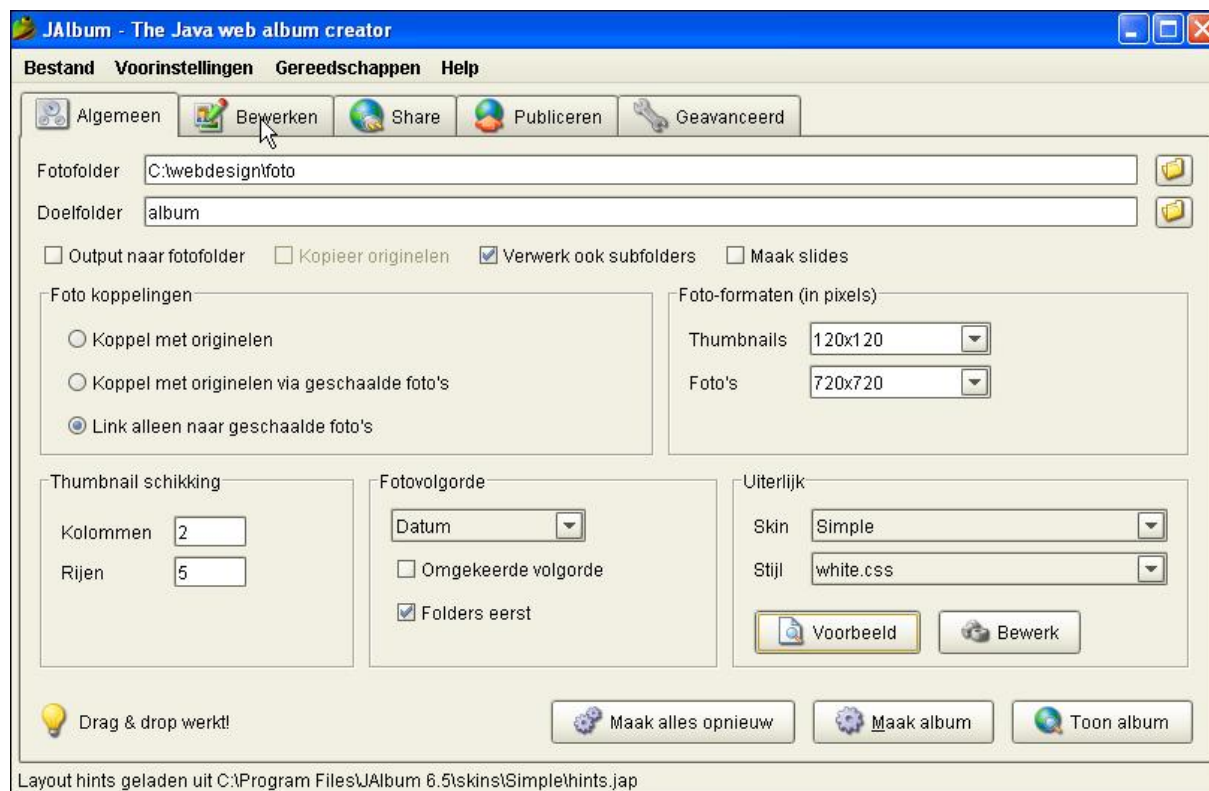 JAlbum - The Java web album creator
Bestand Voorinstellingen Gereedschappen Help
Algemeen Bewerken Share Publiceren Geavanceerd
Fotofolder C:\webdesign\foto
Doelfolder album
Output naar fotofolder Kopieer originelen Verwerk ook subfolders Maak slides
Foto koppelingen
Koppel met originelen
Koppel met originelen via geschaalde foto's
Link alleen naar geschaalde foto's
Foto-formaten (in pixels)
Thumbnails 120x120
Foto's 720x720
Thumbnail schikking
Kolommen 2
Rijen 5
Fotovolgorde
Datum
Omgekeerde volgorde
Folders eerst
Uiterlijk
Skin Simple
Stijl white.css
Voorbeeld Bewerk
Drag & drop werkt! Maak alles opnieuw Maak album Toon album
Layout hints geladen uit C:\Program Files\JAlbum 6.5\skins\Simple\hints.jap